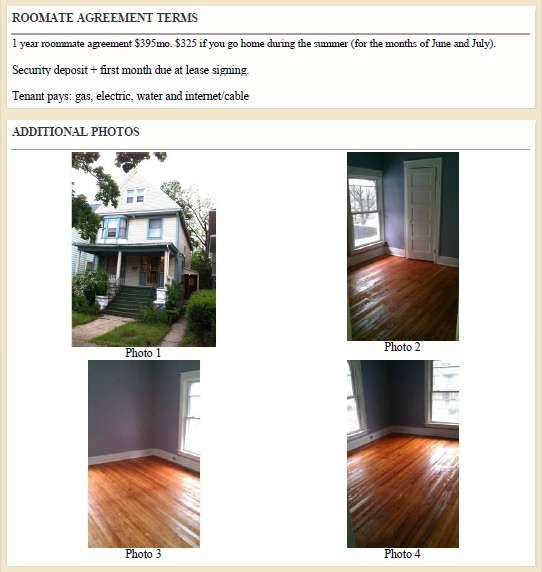 ROOMATE AGREEMENT TERMS
1 year roommate agreement $395mo. $325 if you go home during the summer (for the months of June and July).
Security deposit + first month due at lease signing.
Tenant pays: gas, electric, water and internet/cable
ADDITIONAL PHOTOS
Photo 1
Photo 2
Photo 3
Photo 4